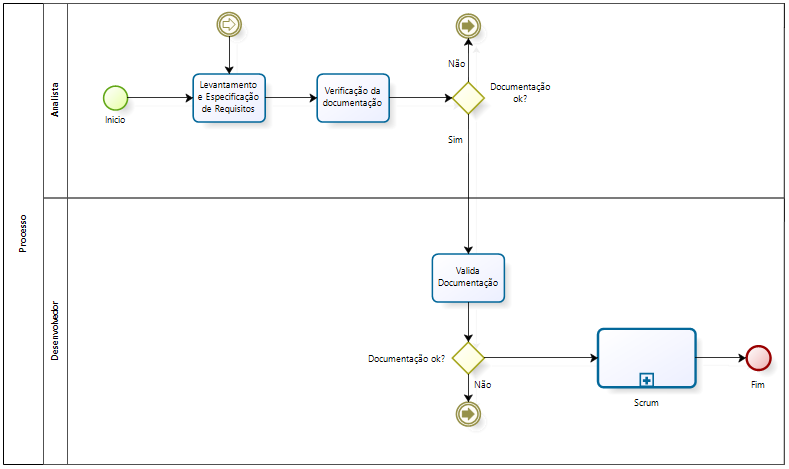 Processo
Analista
Início
Levantamento
e Especificação
de Requisitos
Verificação da
documentação
Não
Documentação
ok?
Sim
Desenvolvedor
Valida
Documentação
Documentação ok?
Não
Scrum
Fim